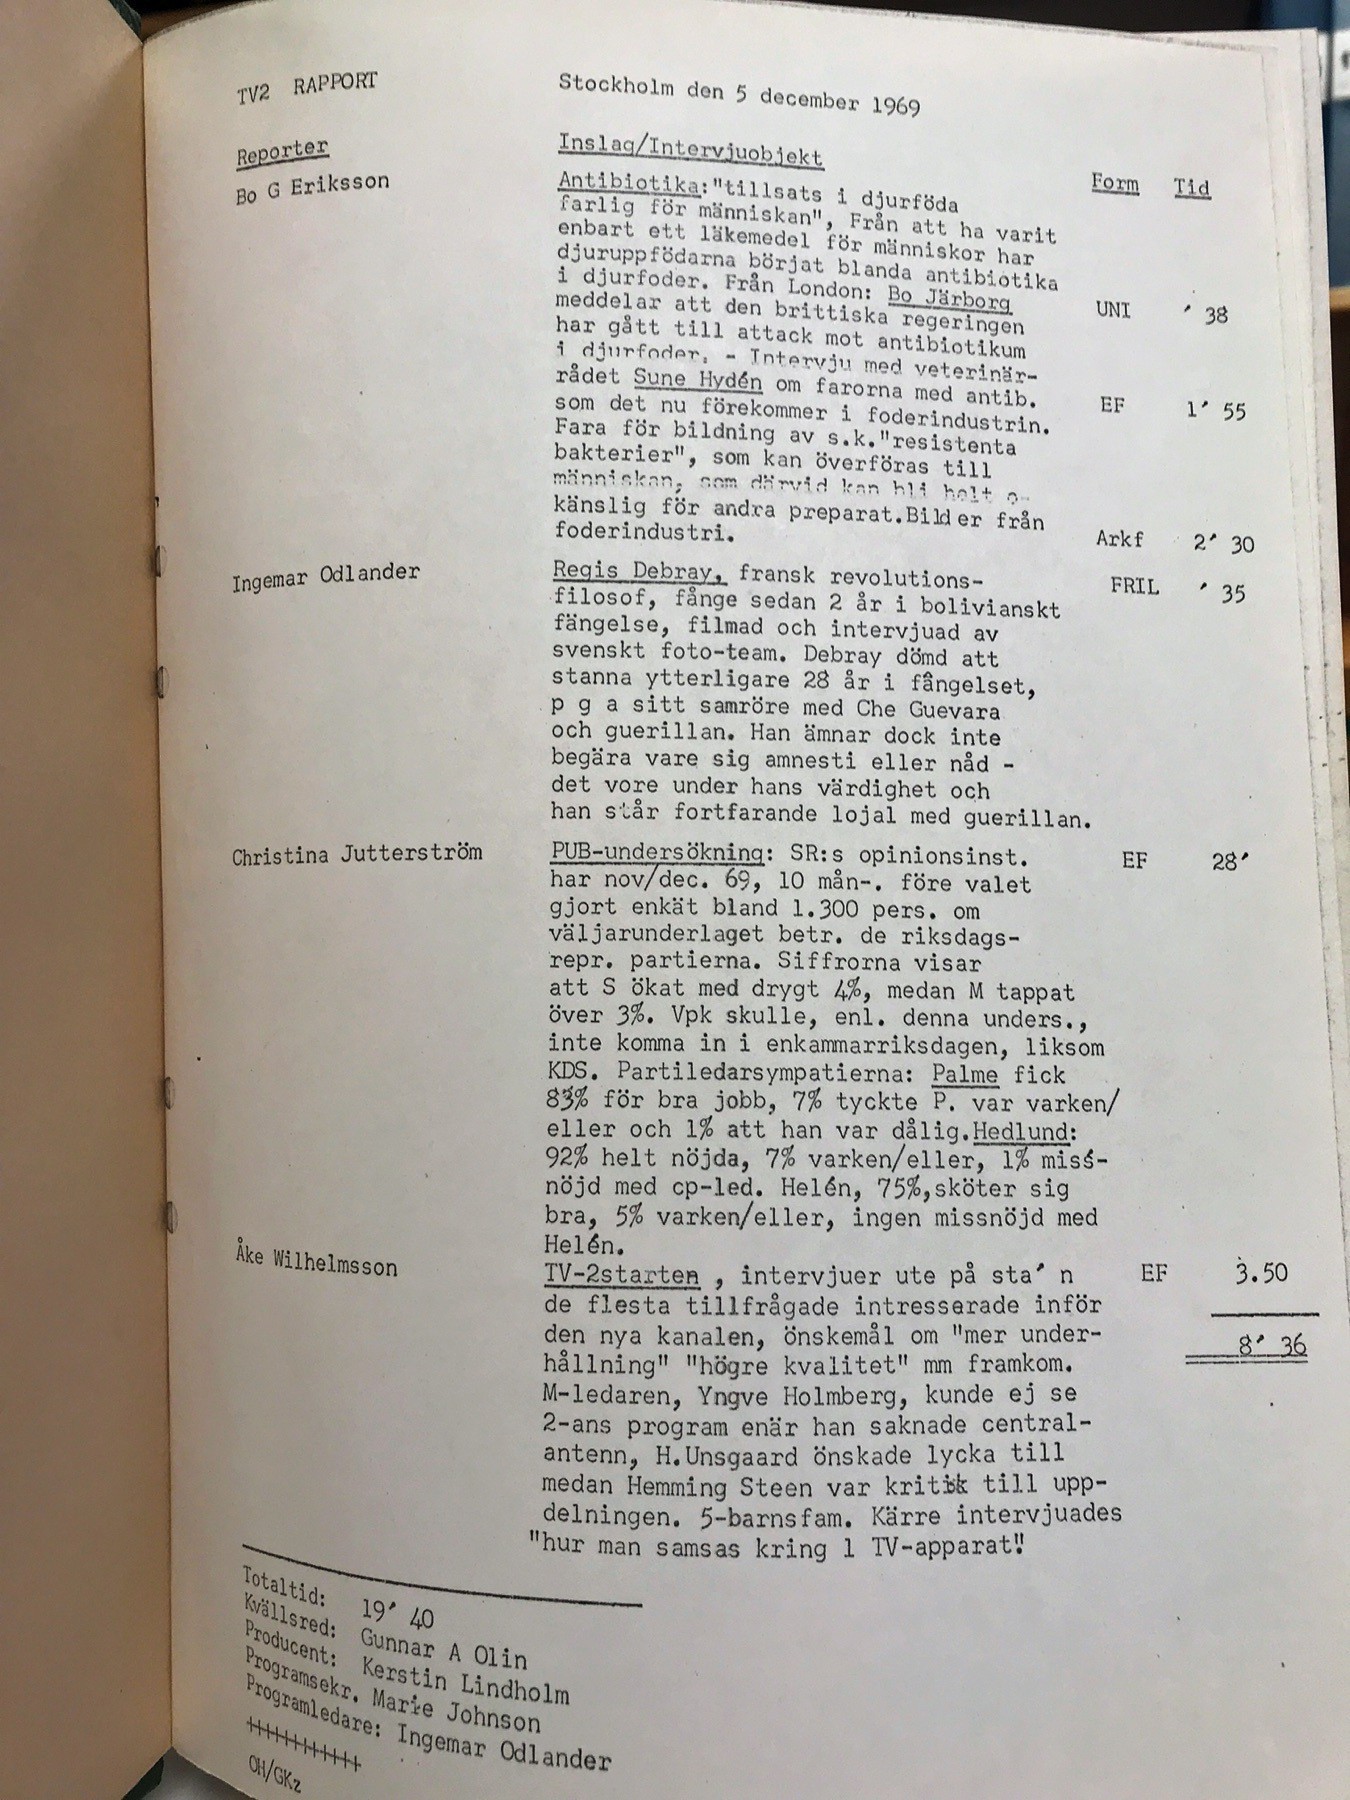 TV2 RAPPORT Stockholm den 5 december 1969
Reporter Inslag/Intervjuobjekt Form Tid
Bo G Eriksson Antibiotika:"tillsats i djurföda
farlig för människan", Från att ha varit
enbart ett läkemedel för människor har
djuruppfödarna börjat blanda antibiotika
i djurfoder. Från London: Bo Järborg UNI ' 38
meddelar att den brittiska regeringen
har gått till attack mot antibiotikum
i djurfoder. - Intervju med veterinär-
rådet Sune Hydén om farorna med antib. EF 1' 55
som det nu förekommer i foderindustrin.
Fara för bildning av s.k."resistenta
bakterier", som kan överföras till
människan, som därvid kan bli helt o-
känslig för andra preparat.Bilder från
foderindustri. Arkf 2' 30
Ingemar Odlander Regis Debray, fransk revolutions- FRIL ' 35
filosof, fånge sedan 2 år i bolivianskt
fängelse, filmad och intervjuad av
svenskt foto-team. Debray dömd att
stanna ytterligare 28 år i fängelset,
p g a sitt samröre med Che Guevara
och guerillan. Han ämnar dock inte
begära vare sig amnesti eller nåd -
det vore under hans värdighet och
han står fortfarande lojal med guerillan.
Christina Jutterström PUB-undersökning: SR:s opinionsinst. EF 28'
har nov/dec. 69, 10 mån-. före valet
gjort enkät bland 1.300 pers. om
väljarunderlaget betr. de riksdags-
repr. partierna. Siffrorna visar
att S ökat med drygt 4%, medan M tappat
över 3%. Vpk skulle, enl. denna unders.,
inte komma in i enkammarriksdagen, liksom
KDS. Partiledarsympatierna: Palme fick
83% för bra jobb, 7% tyckte P. var varken/
eller och 1% att han var dålig.Hedlund:
92% helt nöjda, 7% varken/eller, 1% miss-
nöjd med cp-led. Helén, 75%,sköter sig
bra, 5% varken/eller, ingen missnöjd med
Helén.
Åke Wilhelmsson TV-2starten , intervjuer ute på sta' n EF 3.50
de flesta tillfrågade intresserade inför
den nya kanalen, önskemål om "mer under- 8' 36
hållning" "högre kvalitet" mm framkom.
M-ledaren, Yngve Holmberg, kunde ej se
2-ans program enär han saknade central-
antenn, H.Unsgaard önskade lycka till
medan Hemming Steen var kritisk till upp-
delningen. 5-barnsfam. Kärre intervjuades
"hur man samsas kring 1 TV-apparat"!
Totaltid: 19' 40
Kvällsred: Gunnar A Olin
Producent: Kerstin Lindholm
Programsekr. Marie Johnson
Programledare: Ingemar Odlander
++++++++++++
OH/GKz